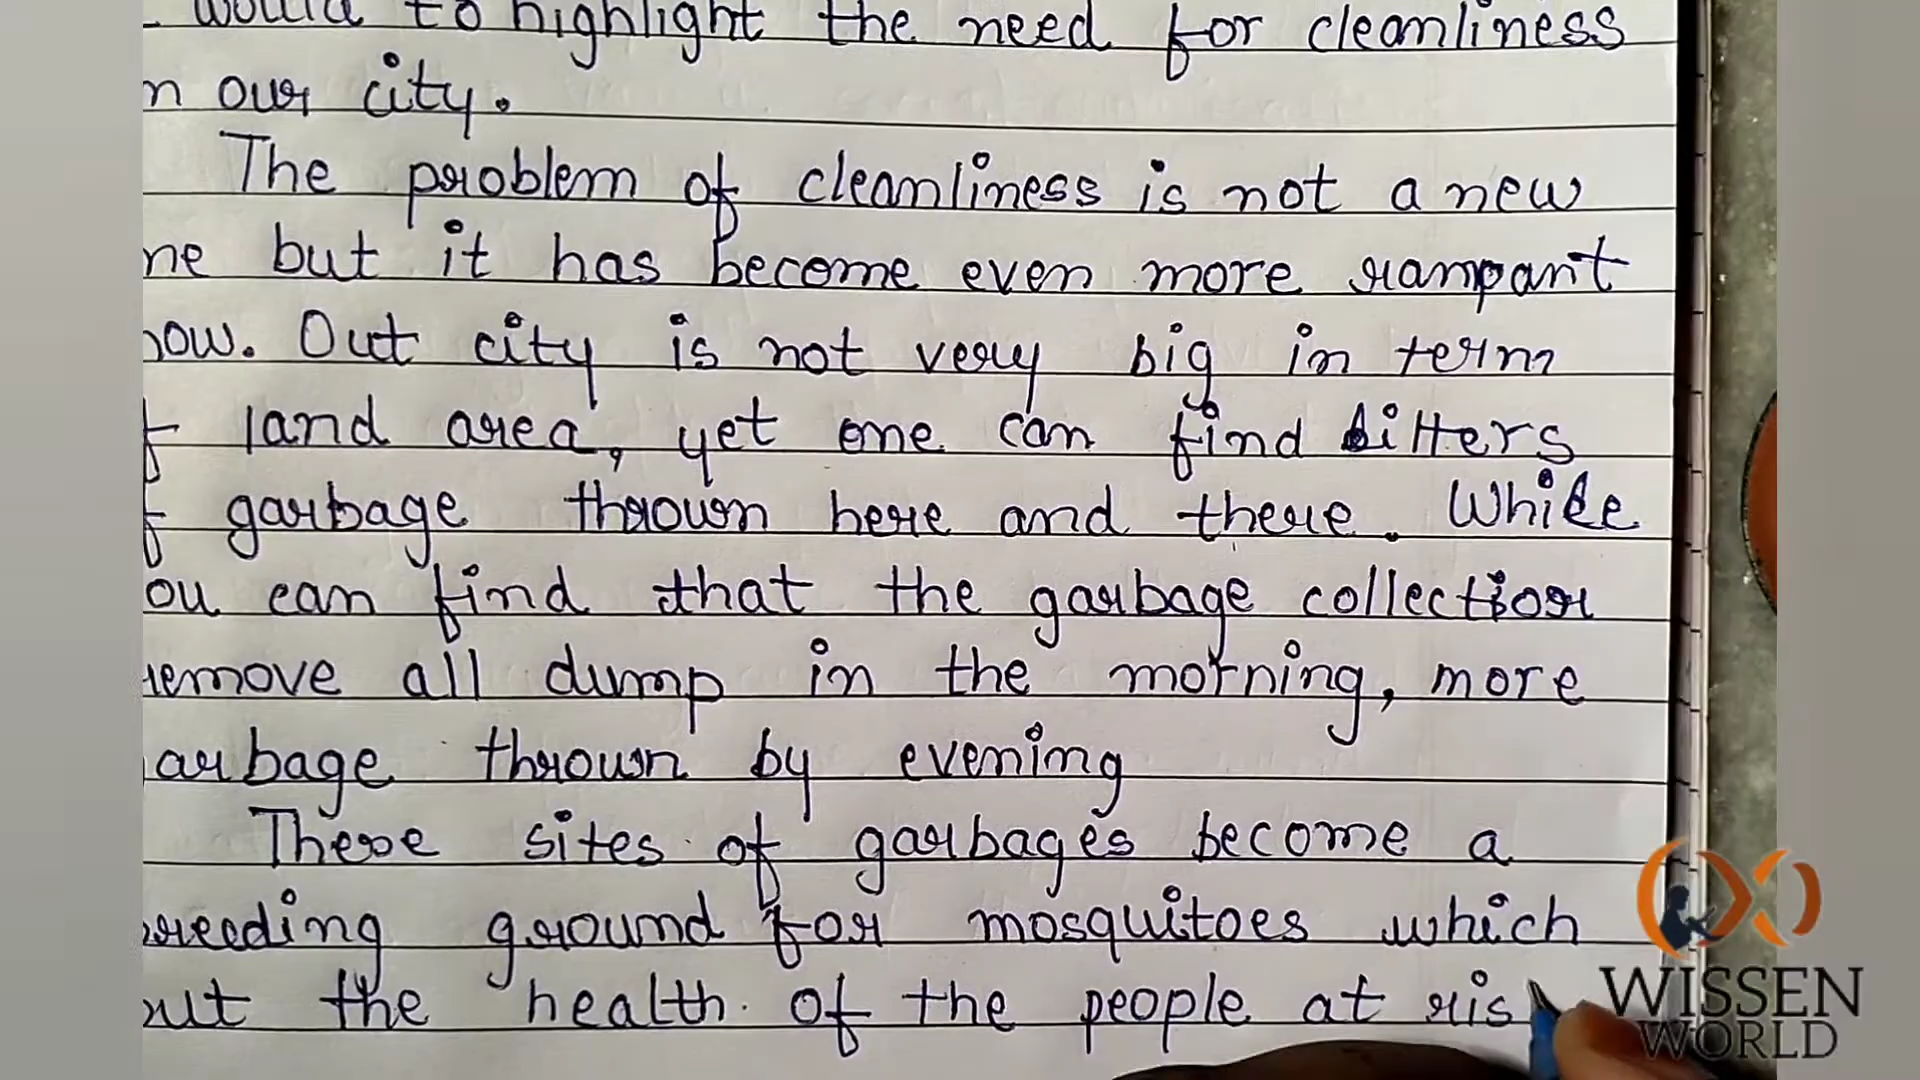 would to highlight the need for cleanliness
n our city.
The problem of cleanliness is not a new
ne but it has become even more rampant
now. Out city is not very big in term
f land area, yet one can find litters
f garbage thrown here and there. While
ou can find that the garbage collection
remove all dump in the morning, more
arbage thrown by evening
These sites of garbages become a
reeding ground for mosquitoes which
ut the health of the people at ris
WISSEN
WORLD